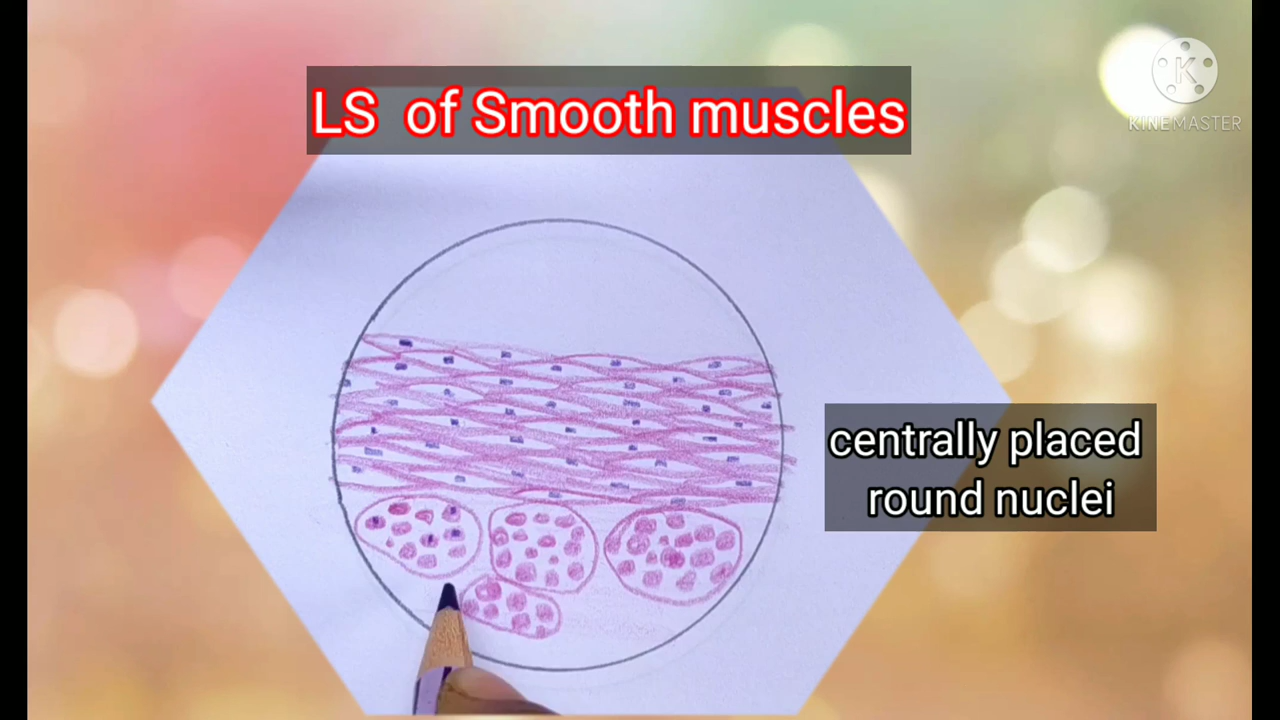 LS of Smooth muscles
K
KINEMASTER
centrally placed
round nuclei